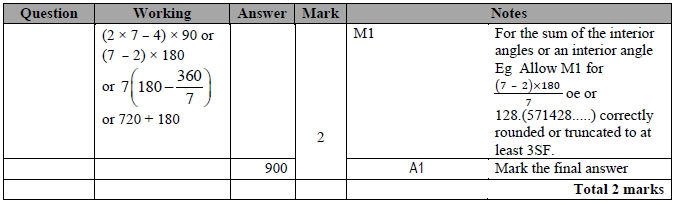 Question Working Answer Mark Notes
(2 × 7 – 4) × 90 or
(7 – 2) × 180
or 7(180 – 360/7)
or 720 + 180
2
M1
For the sum of the interior
angles or an interior angle
Eg Allow M1 for
(7 – 2)×180/7 oe or
128.(571428.....) correctly
rounded or truncated to at
least 3SF.
900 A1 Mark the final answer
Total 2 marks